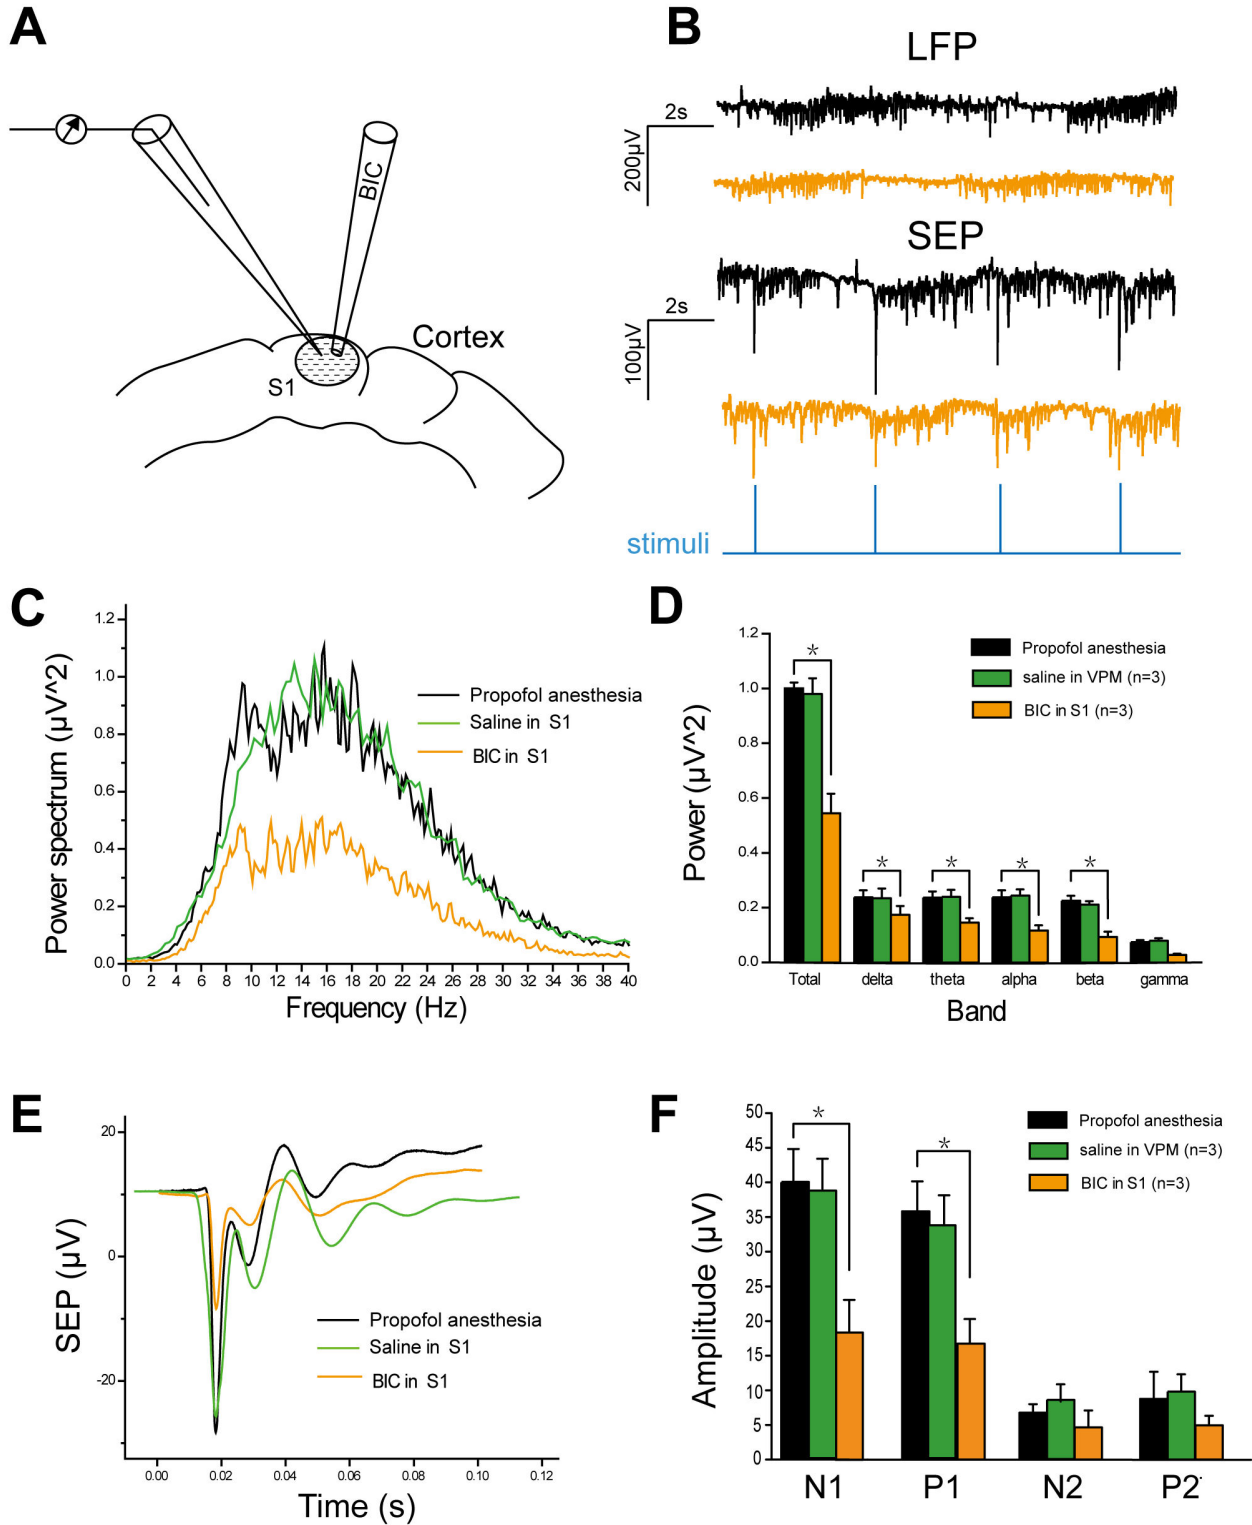 A
BIC
S1
Cortex
B
LFP
2s
200µV
SEP
2s
100µV
stimuli
C
Power spectrum (µV^2)
1.2
1.0
0.8
0.6
0.4
0.2
0.0
0 2 4 6 8 10 12 14 16 18 20 22 24 26 28 30 32 34 36 38 40
Frequency (Hz)
Propofol anesthesia
Saline in S1
BIC in S1
D
Power (µV^2)
1.2
1.0
0.8
0.6
0.4
0.2
0.0
* * * * *
Total delta theta alpha beta gamma
Band
Propofol anesthesia
saline in VPM (n=3)
BIC in S1 (n=3)
E
SEP (µV)
20
0
-20
0.00 0.02 0.04 0.06 0.08 0.10 0.12
Time (s)
Propofol anesthesia
Saline in S1
BIC in S1
F
Amplitude (µV)
50
45
40
35
30
25
20
15
10
5
0
* *
N1 P1 N2 P2
Propofol anesthesia
saline in VPM (n=3)
BIC in S1 (n=3)